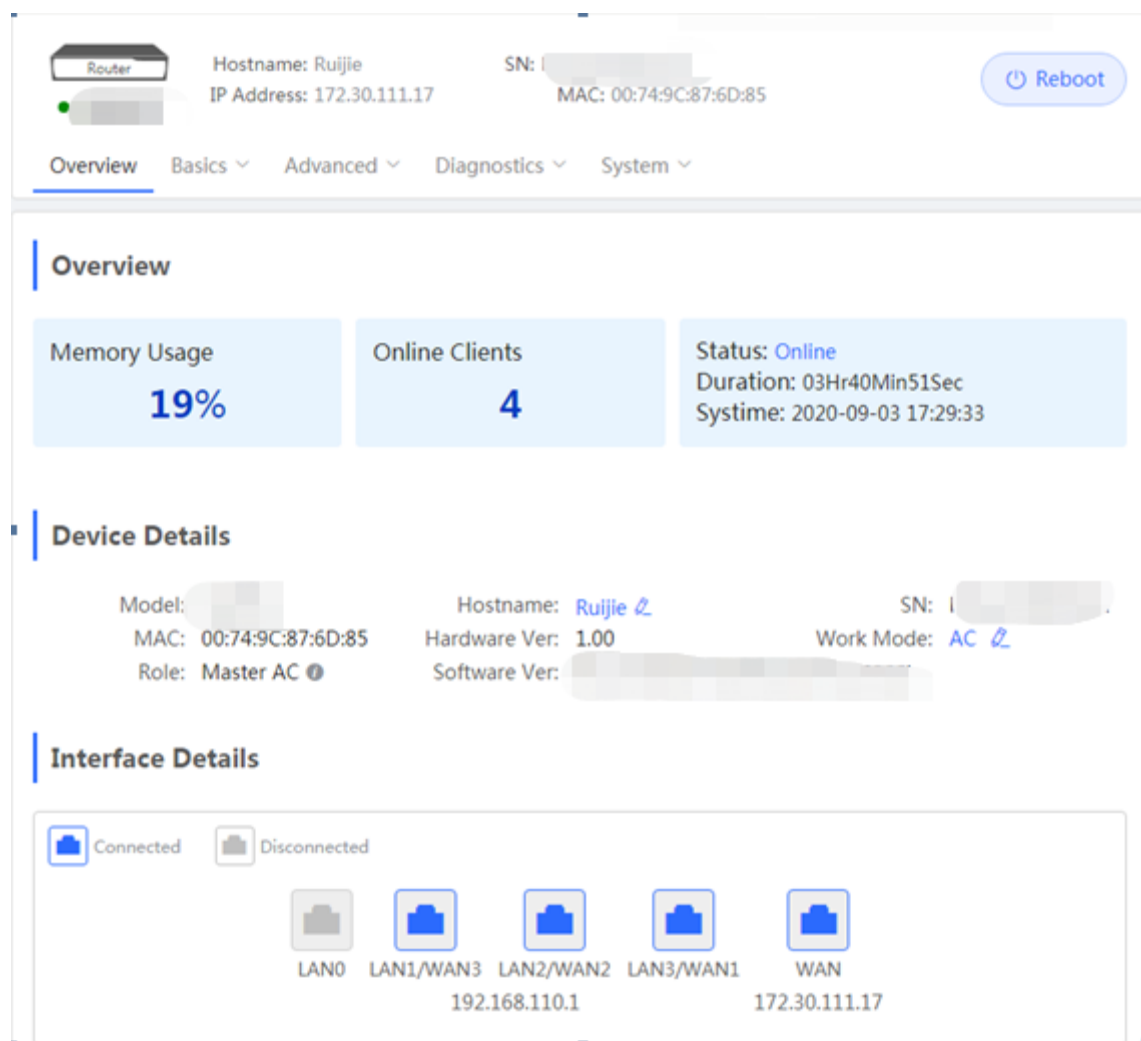 Router
Hostname: Ruijie
SN:
Reboot
IP Address: 172.30.111.17
MAC: 00:74:9C:87:6D:85
Overview Basics Advanced Diagnostics System
Overview
Memory Usage
19%
Online Clients
4
Status: Online
Duration: 03Hr40Min51Sec
Systime: 2020-09-03 17:29:33
Device Details
Model: Hostname: Ruijie SN:
MAC: 00:74:9C:87:6D:85 Hardware Ver: 1.00 Work Mode: AC
Role: Master AC Software Ver:
Interface Details
Connected Disconnected
LAN0 LAN1/WAN3 LAN2/WAN2 LAN3/WAN1 WAN
192.168.110.1 172.30.111.17